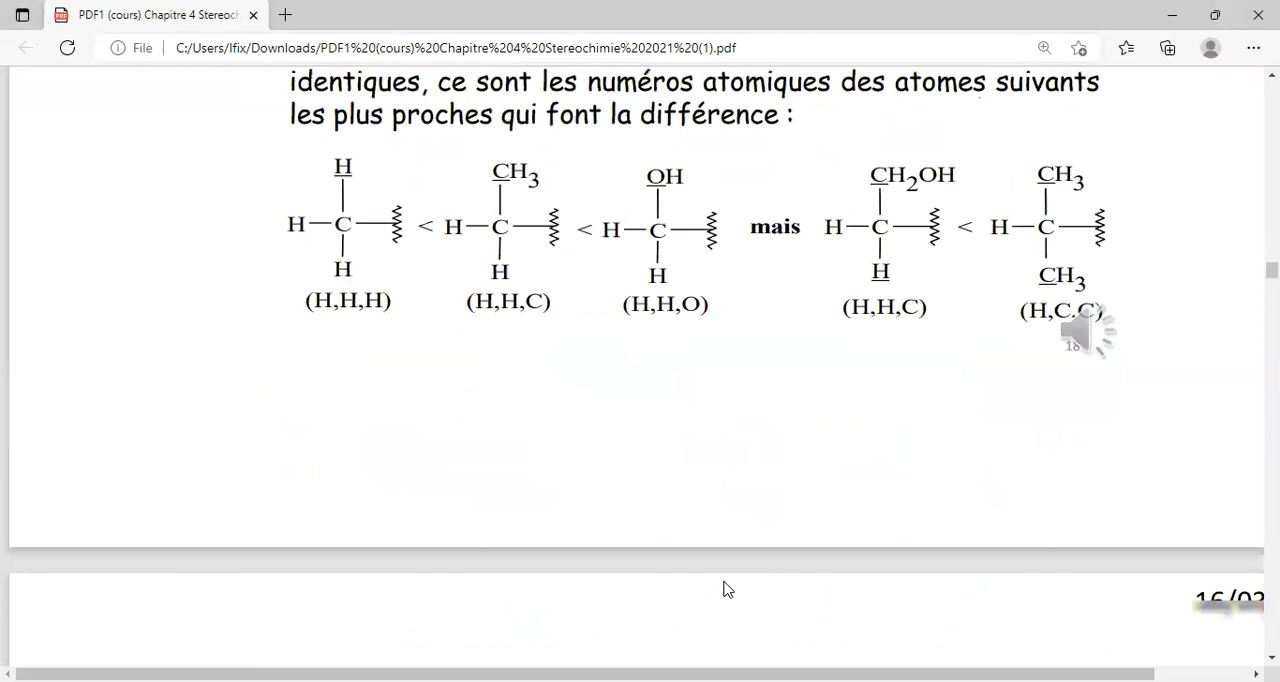 PDF1 (cours) Chapitre 4 Stereoch
File C:/Users/Ifix/Downloads/PDF1%20(cours)%20Chapitre%204%20Stereochimie%202021%20(1).pdf
identiques, ce sont les numéros atomiques des atomes suivants
les plus proches qui font la différence :
H CH3 OH CH2OH CH3
H C < H C < H C mais H C < H C
H H H H CH3
(H,H,H) (H,H,C) (H,H,O) (H,H,C) (H,C.C)
18